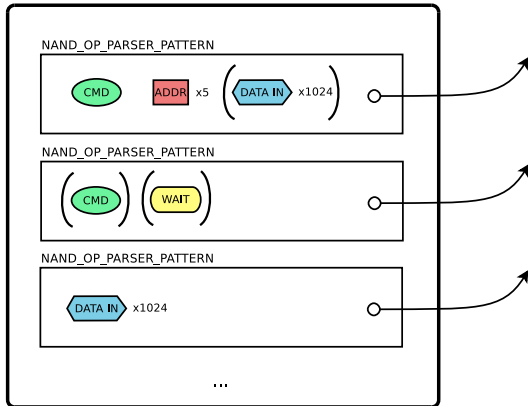 NAND_OP_PARSER_PATTERN
CMD ADDR x5 ( DATA IN x1024 )
NAND_OP_PARSER_PATTERN
( CMD ) ( WAIT )
NAND_OP_PARSER_PATTERN
DATA IN x1024
...